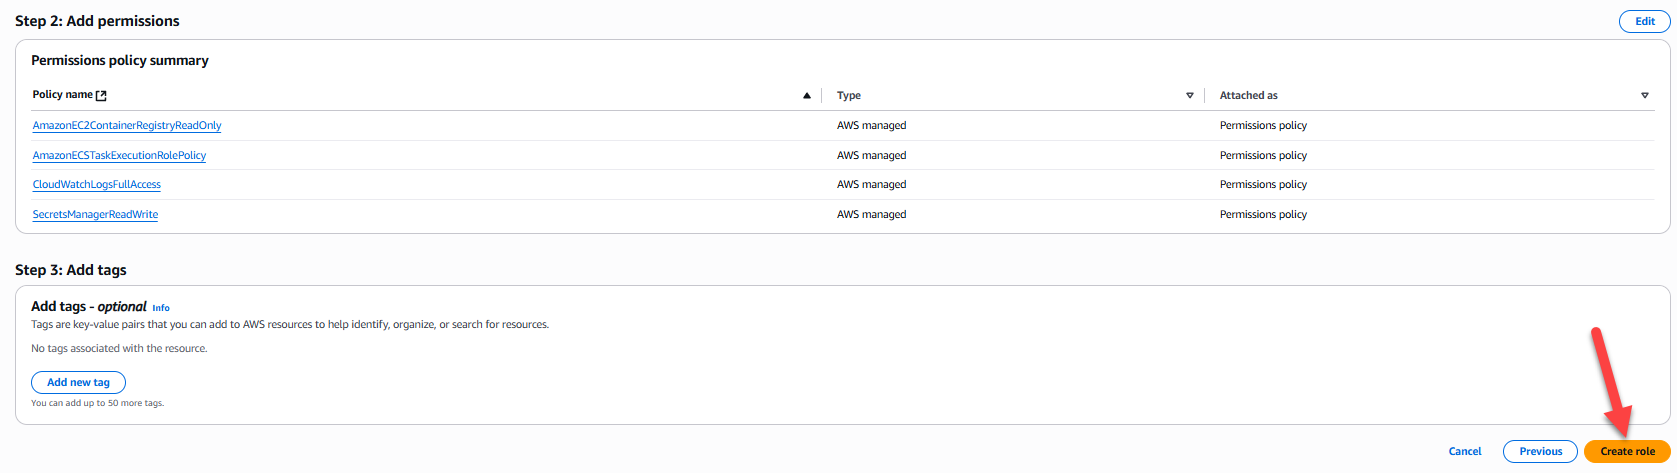 Step 2: Add permissions
Edit
Permissions policy summary
Policy name
Type
Attached as
AmazonEC2ContainerRegistryReadOnly
AWS managed
Permissions policy
AmazonECSTaskExecutionRolePolicy
AWS managed
Permissions policy
CloudWatchLogsFullAccess
AWS managed
Permissions policy
SecretsManagerReadWrite
AWS managed
Permissions policy
Step 3: Add tags
Add tags - optional Info
Tags are key-value pairs that you can add to AWS resources to help identify, organize, or search for resources.
No tags associated with the resource.
Add new tag
You can add up to 50 more tags.
Cancel
Previous
Create role